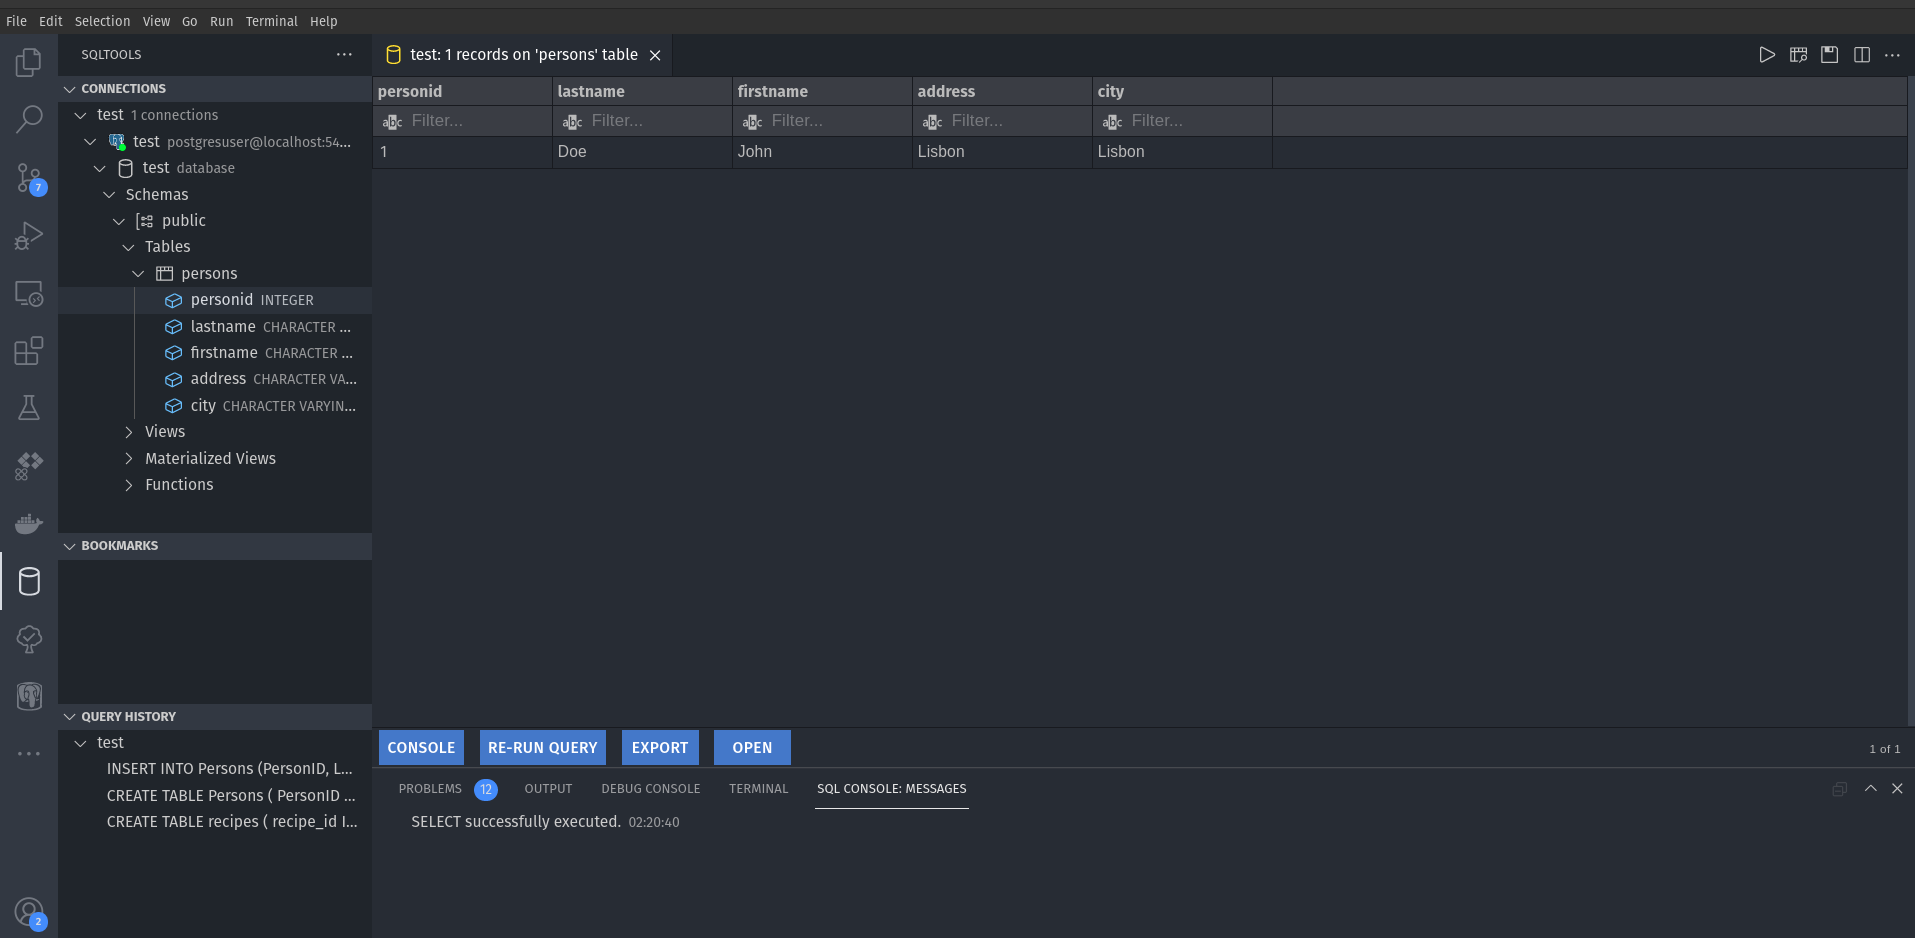 File Edit Selection View Go Run Terminal Help
SQLTOOLS
CONNECTIONS
test 1 connections
test postgresuser@localhost:54...
test database
Schemas
public
Tables
persons
personid INTEGER
lastname CHARACTER ...
firstname CHARACTER ...
address CHARACTER VA...
city CHARACTER VARYIN...
Views
Materialized Views
Functions
BOOKMARKS
QUERY HISTORY
test
INSERT INTO Persons (PersonID, L...
CREATE TABLE Persons ( PersonID ...
CREATE TABLE recipes ( recipe_id I...
7
2
test: 1 records on 'persons' table
personid lastname firstname address city
abc Filter... abc Filter... abc Filter... abc Filter... abc Filter...
1 Doe John Lisbon Lisbon
CONSOLE RE-RUN QUERY EXPORT OPEN 1 of 1
PROBLEMS 12 OUTPUT DEBUG CONSOLE TERMINAL SQL CONSOLE: MESSAGES
SELECT successfully executed. 02:20:40